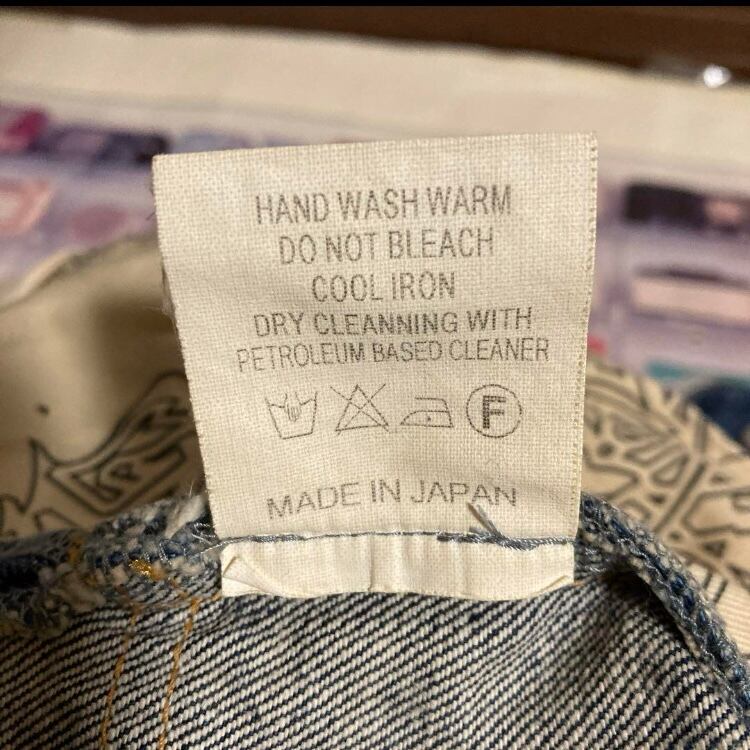 HAND WASH WARM
DO NOT BLEACH
COOL IRON
DRY CLEANNING WITH
PETROLEUM BASED CLEANER
F
MADE IN JAPAN